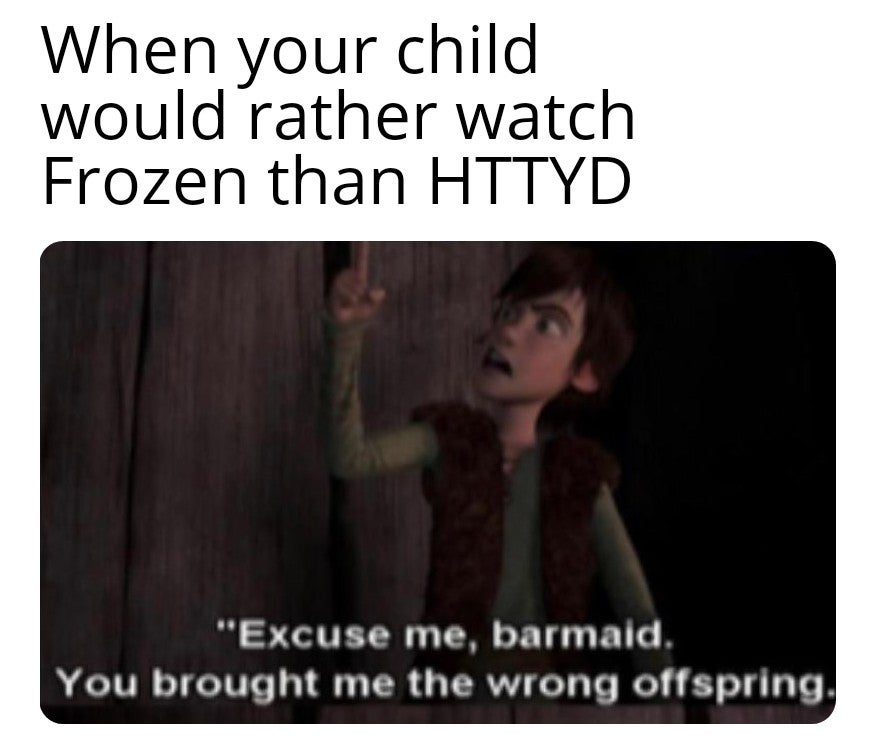 When your child
would rather watch
Frozen than HTTYD
"Excuse me, barmaid.
You brought me the wrong offspring.